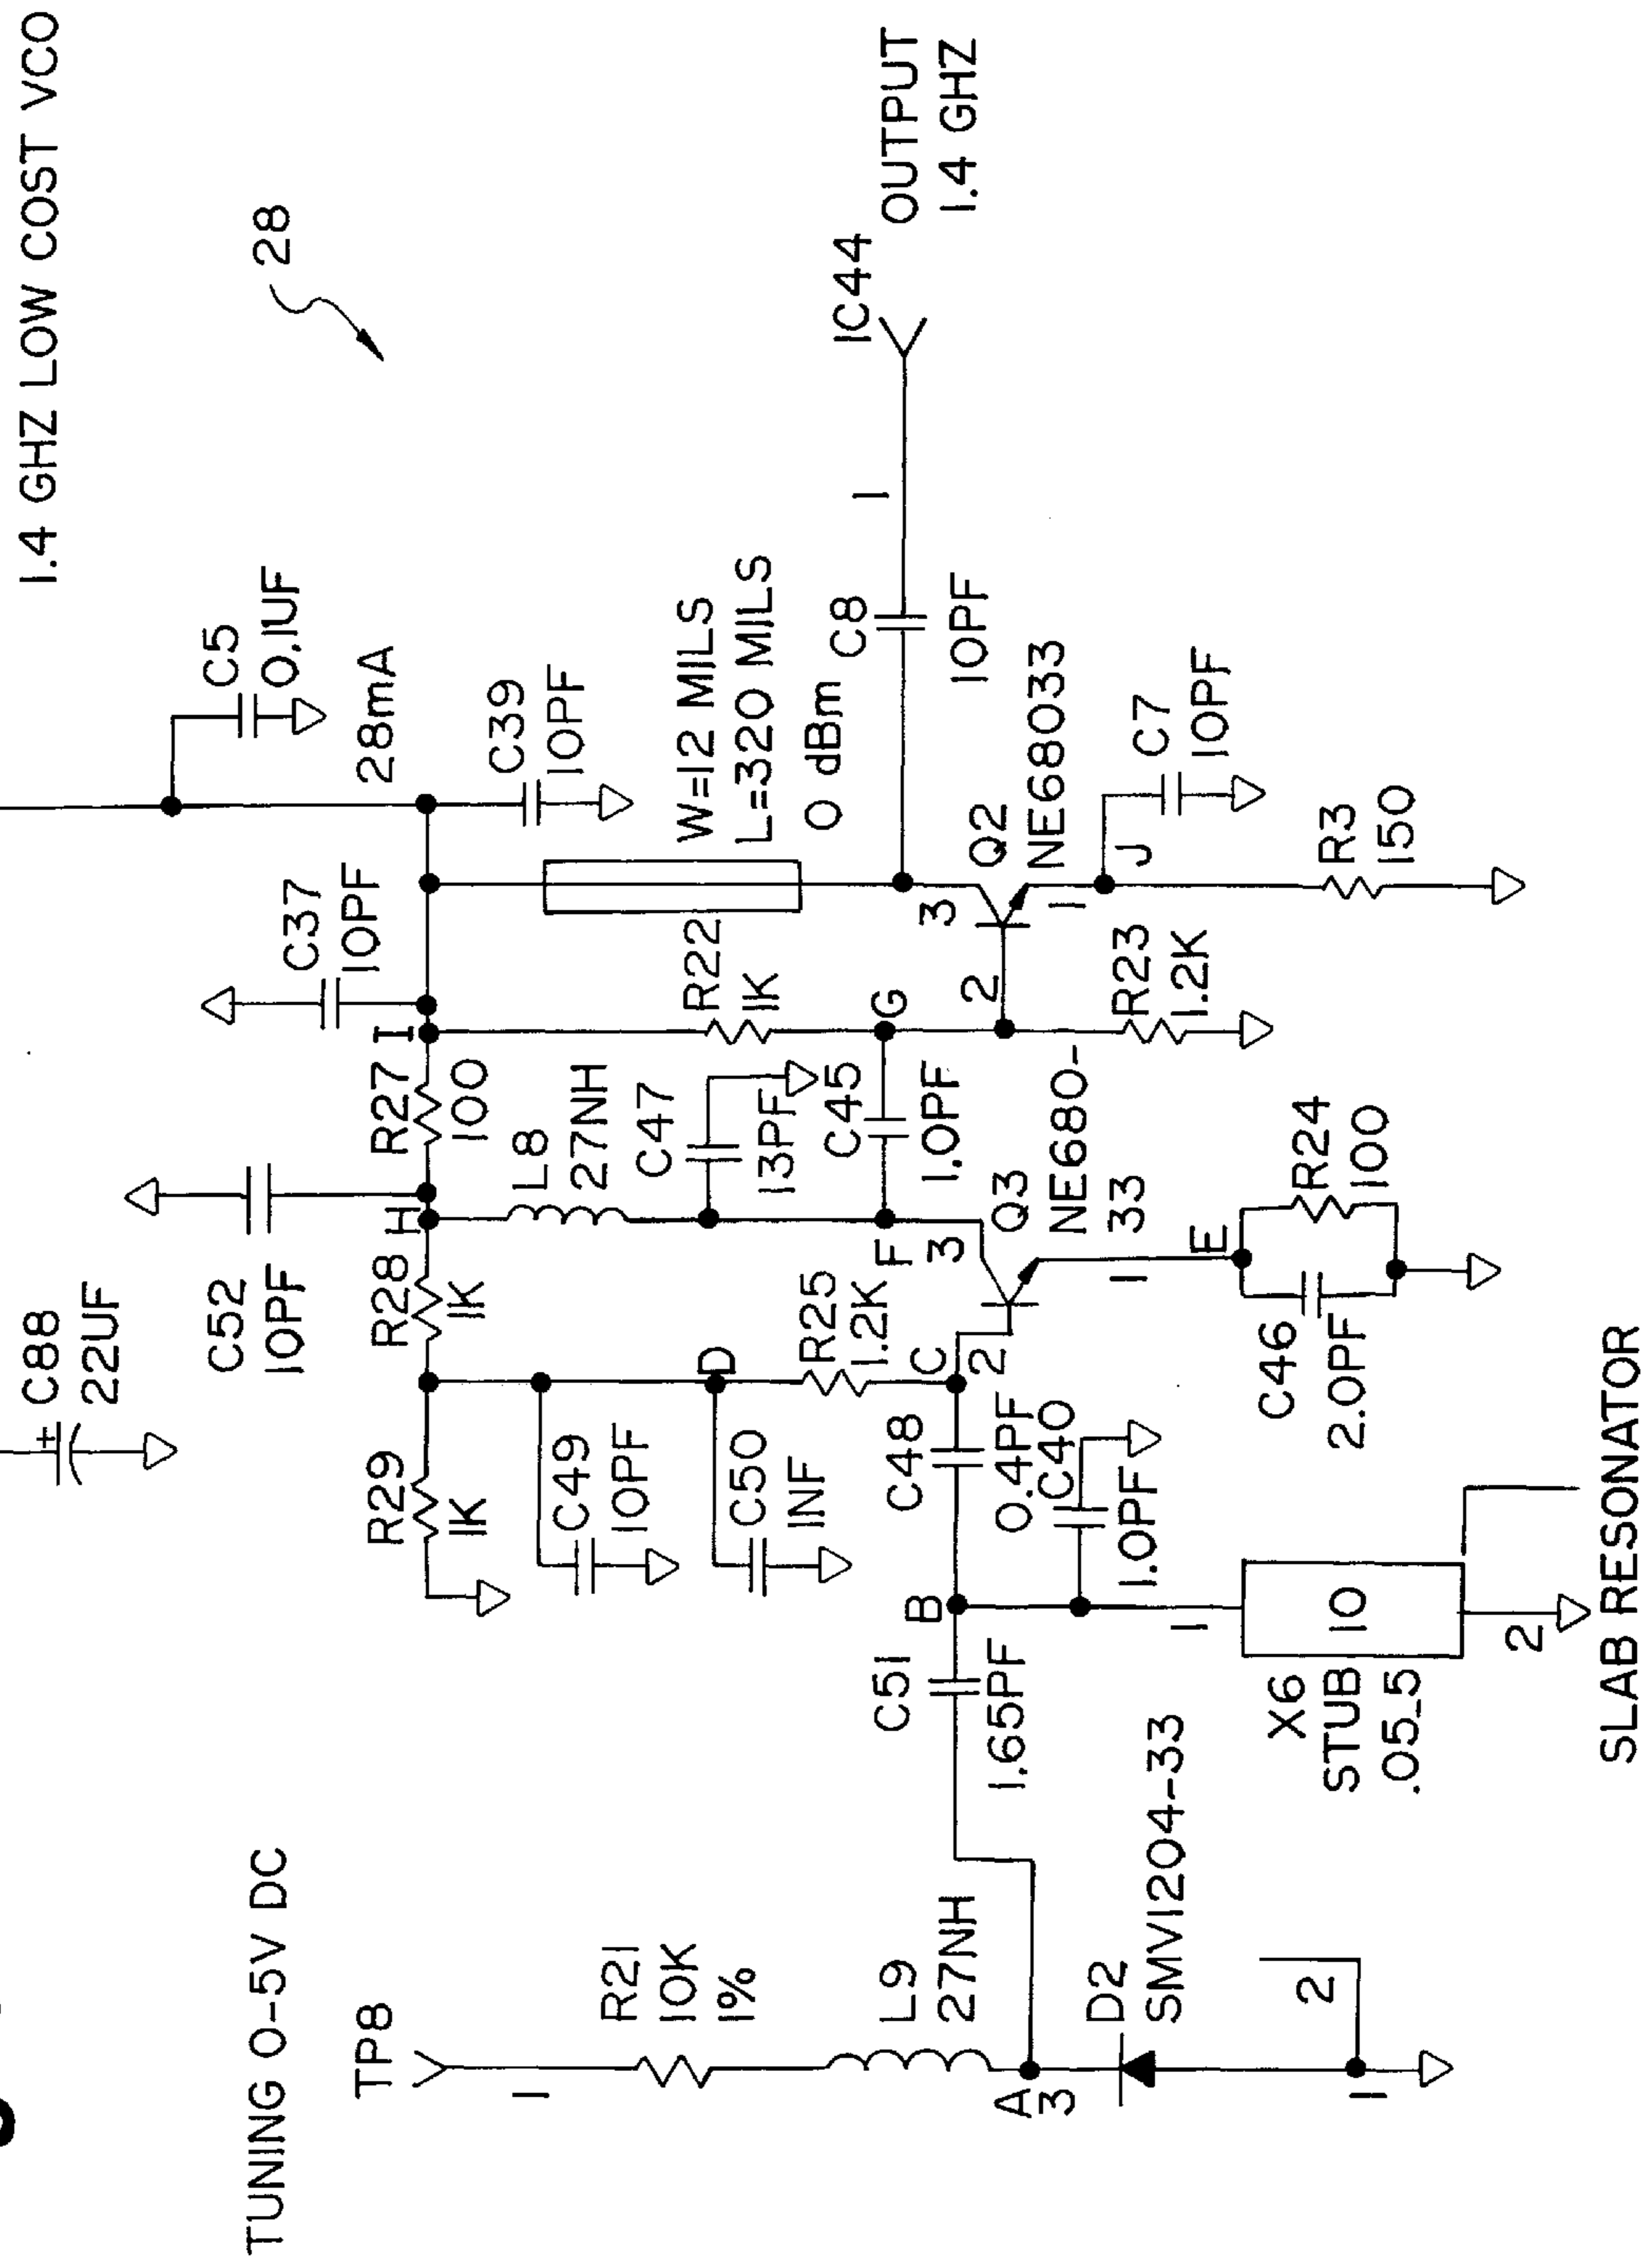 1.4 GHZ LOW COST VCO
28
C88
22UF
C5
0.1UF
TUNING 0-5V DC
TP8
1
R21
10K
1%
L9
27NH
A
3
D2
SMV1204-33
2
1
C52
10PF
C37
10PF
28mA
R29
1K
R28
1K
H
R27
100
I
C39
10PF
C49
10PF
C50
1NF
D
R25
1.2K
L8
27NH
C47
13PF
C45
1.0PF
F
3
R22
1K
G
2
W=12 MILS
L=320 MILS
0 dBm
C8
10PF
1
IC44
OUTPUT
1.4 GHZ
C51
1.65PF
B
C48
0.4PF
C
2
C40
1.0PF
Q3
NE680-
33
1
E
C46
2.0PF
R24
100
R23
1.2K
3
Q2
NE68033
1
J
C7
10PF
R3
150
1
10
X6
STUB
.05_5
2
SLAB RESONATOR